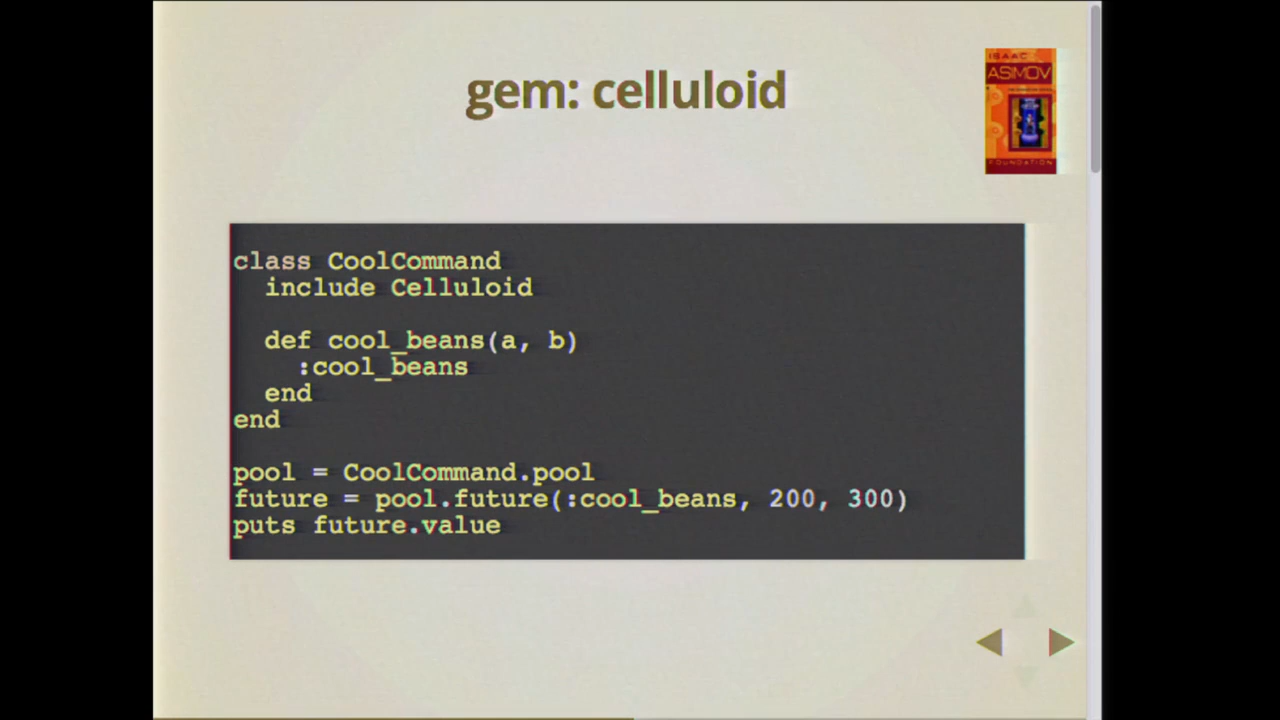 gem: celluloid
ISAAC
ASIMOV
FOUNDATION
class CoolCommand
  include Celluloid

  def cool_beans(a, b)
    :cool_beans
  end
end

pool = CoolCommand.pool
future = pool.future(:cool_beans, 200, 300)
puts future.value